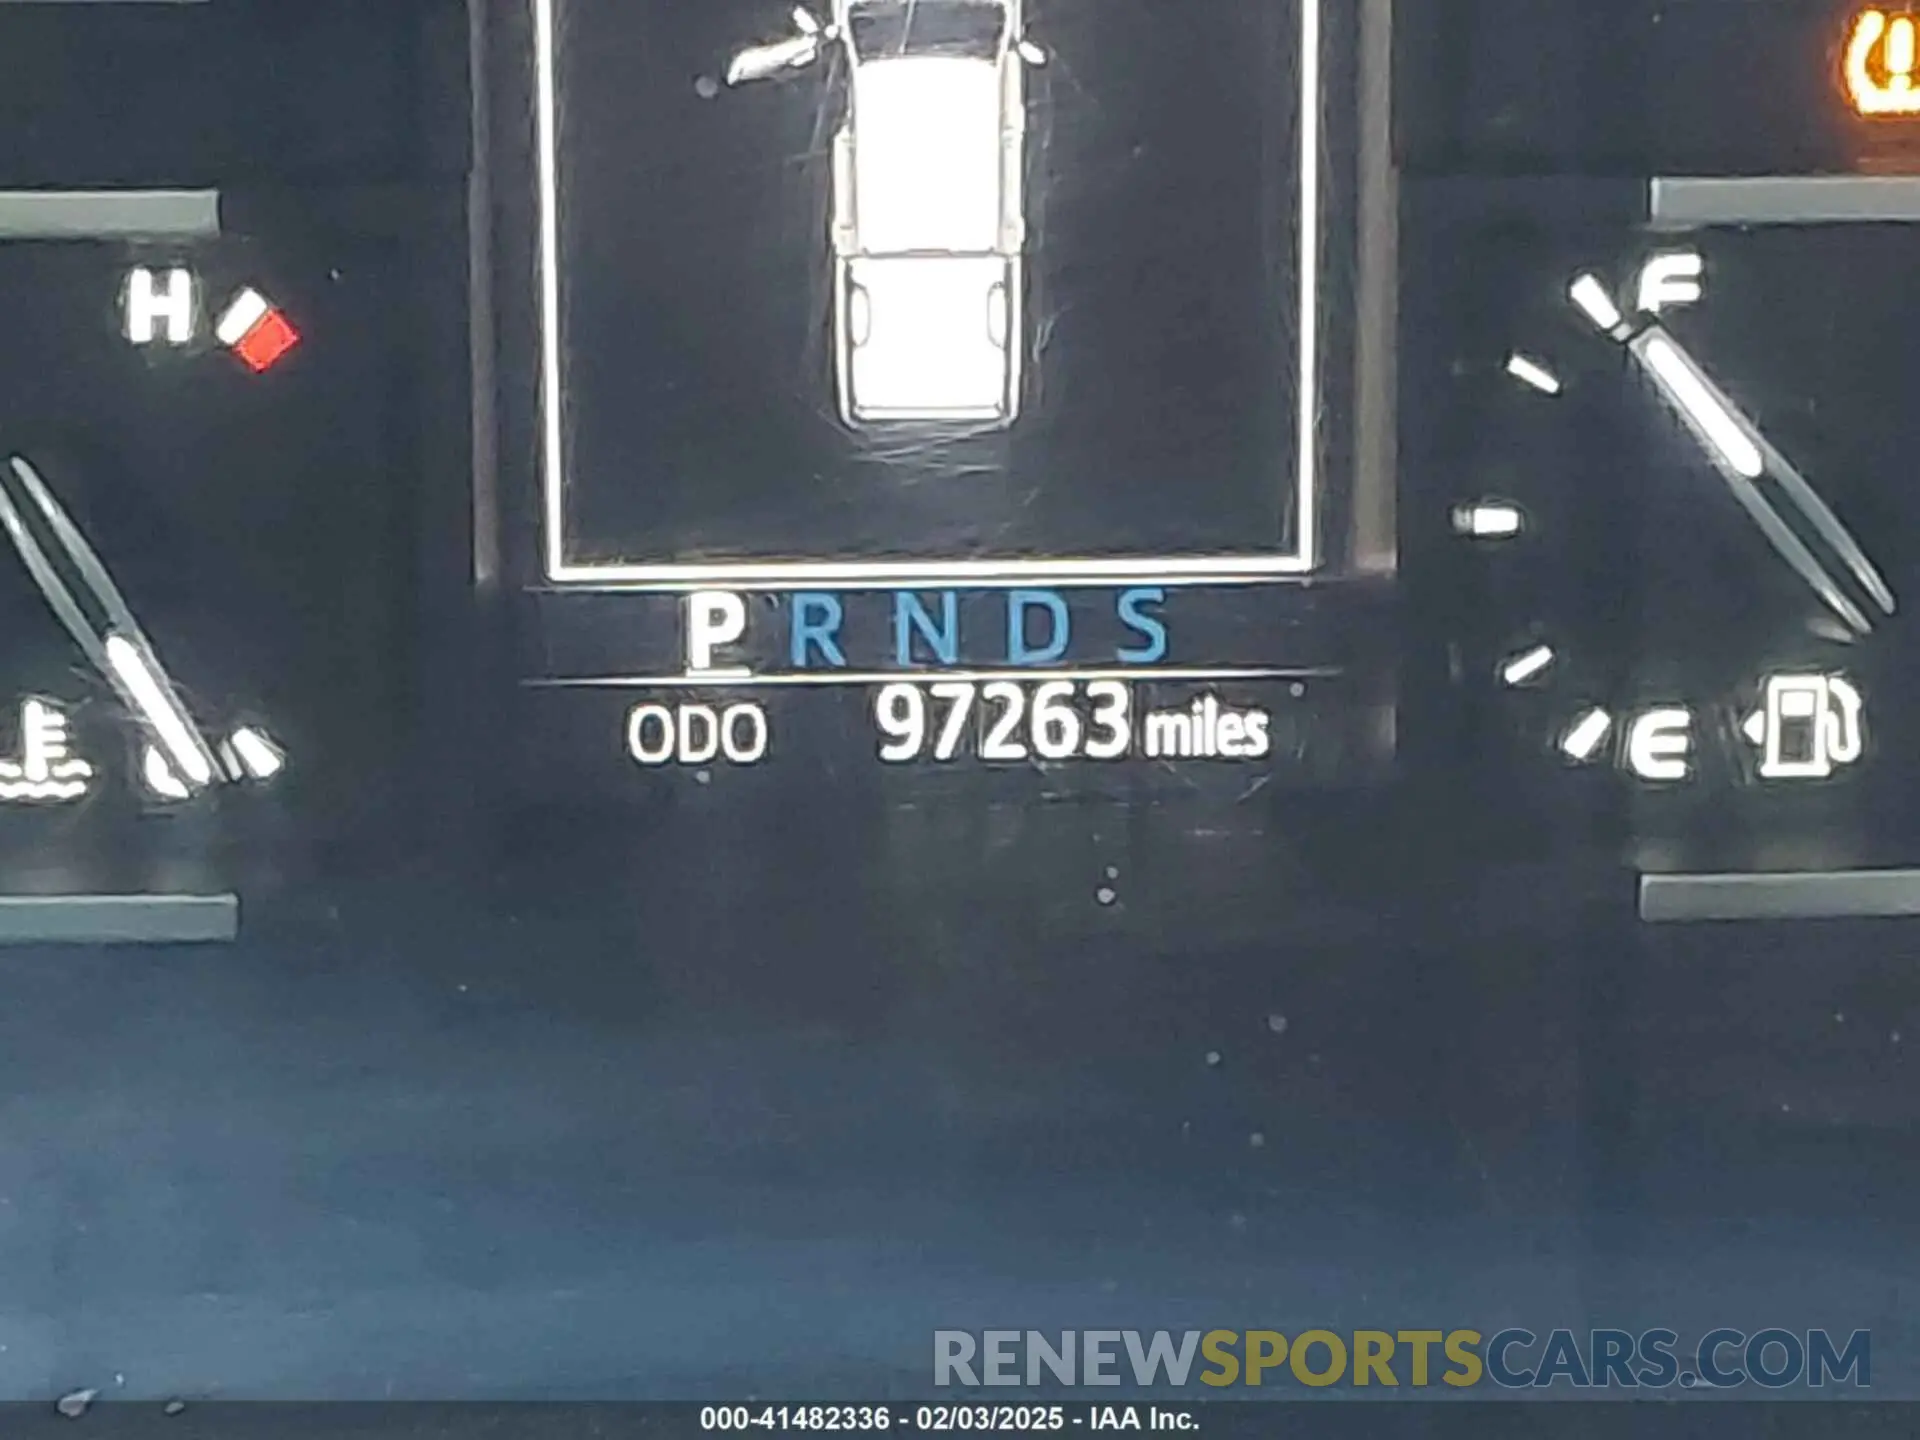 H
F
P R N D S
ODO 97263 miles
E
RENEWSPORTSCARS.COM
000-41482336 - 02/03/2025 - IAA Inc.